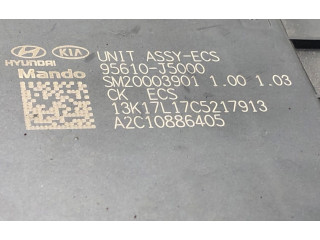 HYUNDAI KIA
Mando
UNIT ASSY-ECS
95610-J5000
SM20003901 1.00 1.03
CK ECS
13K17L17C5217913
A2C10886405